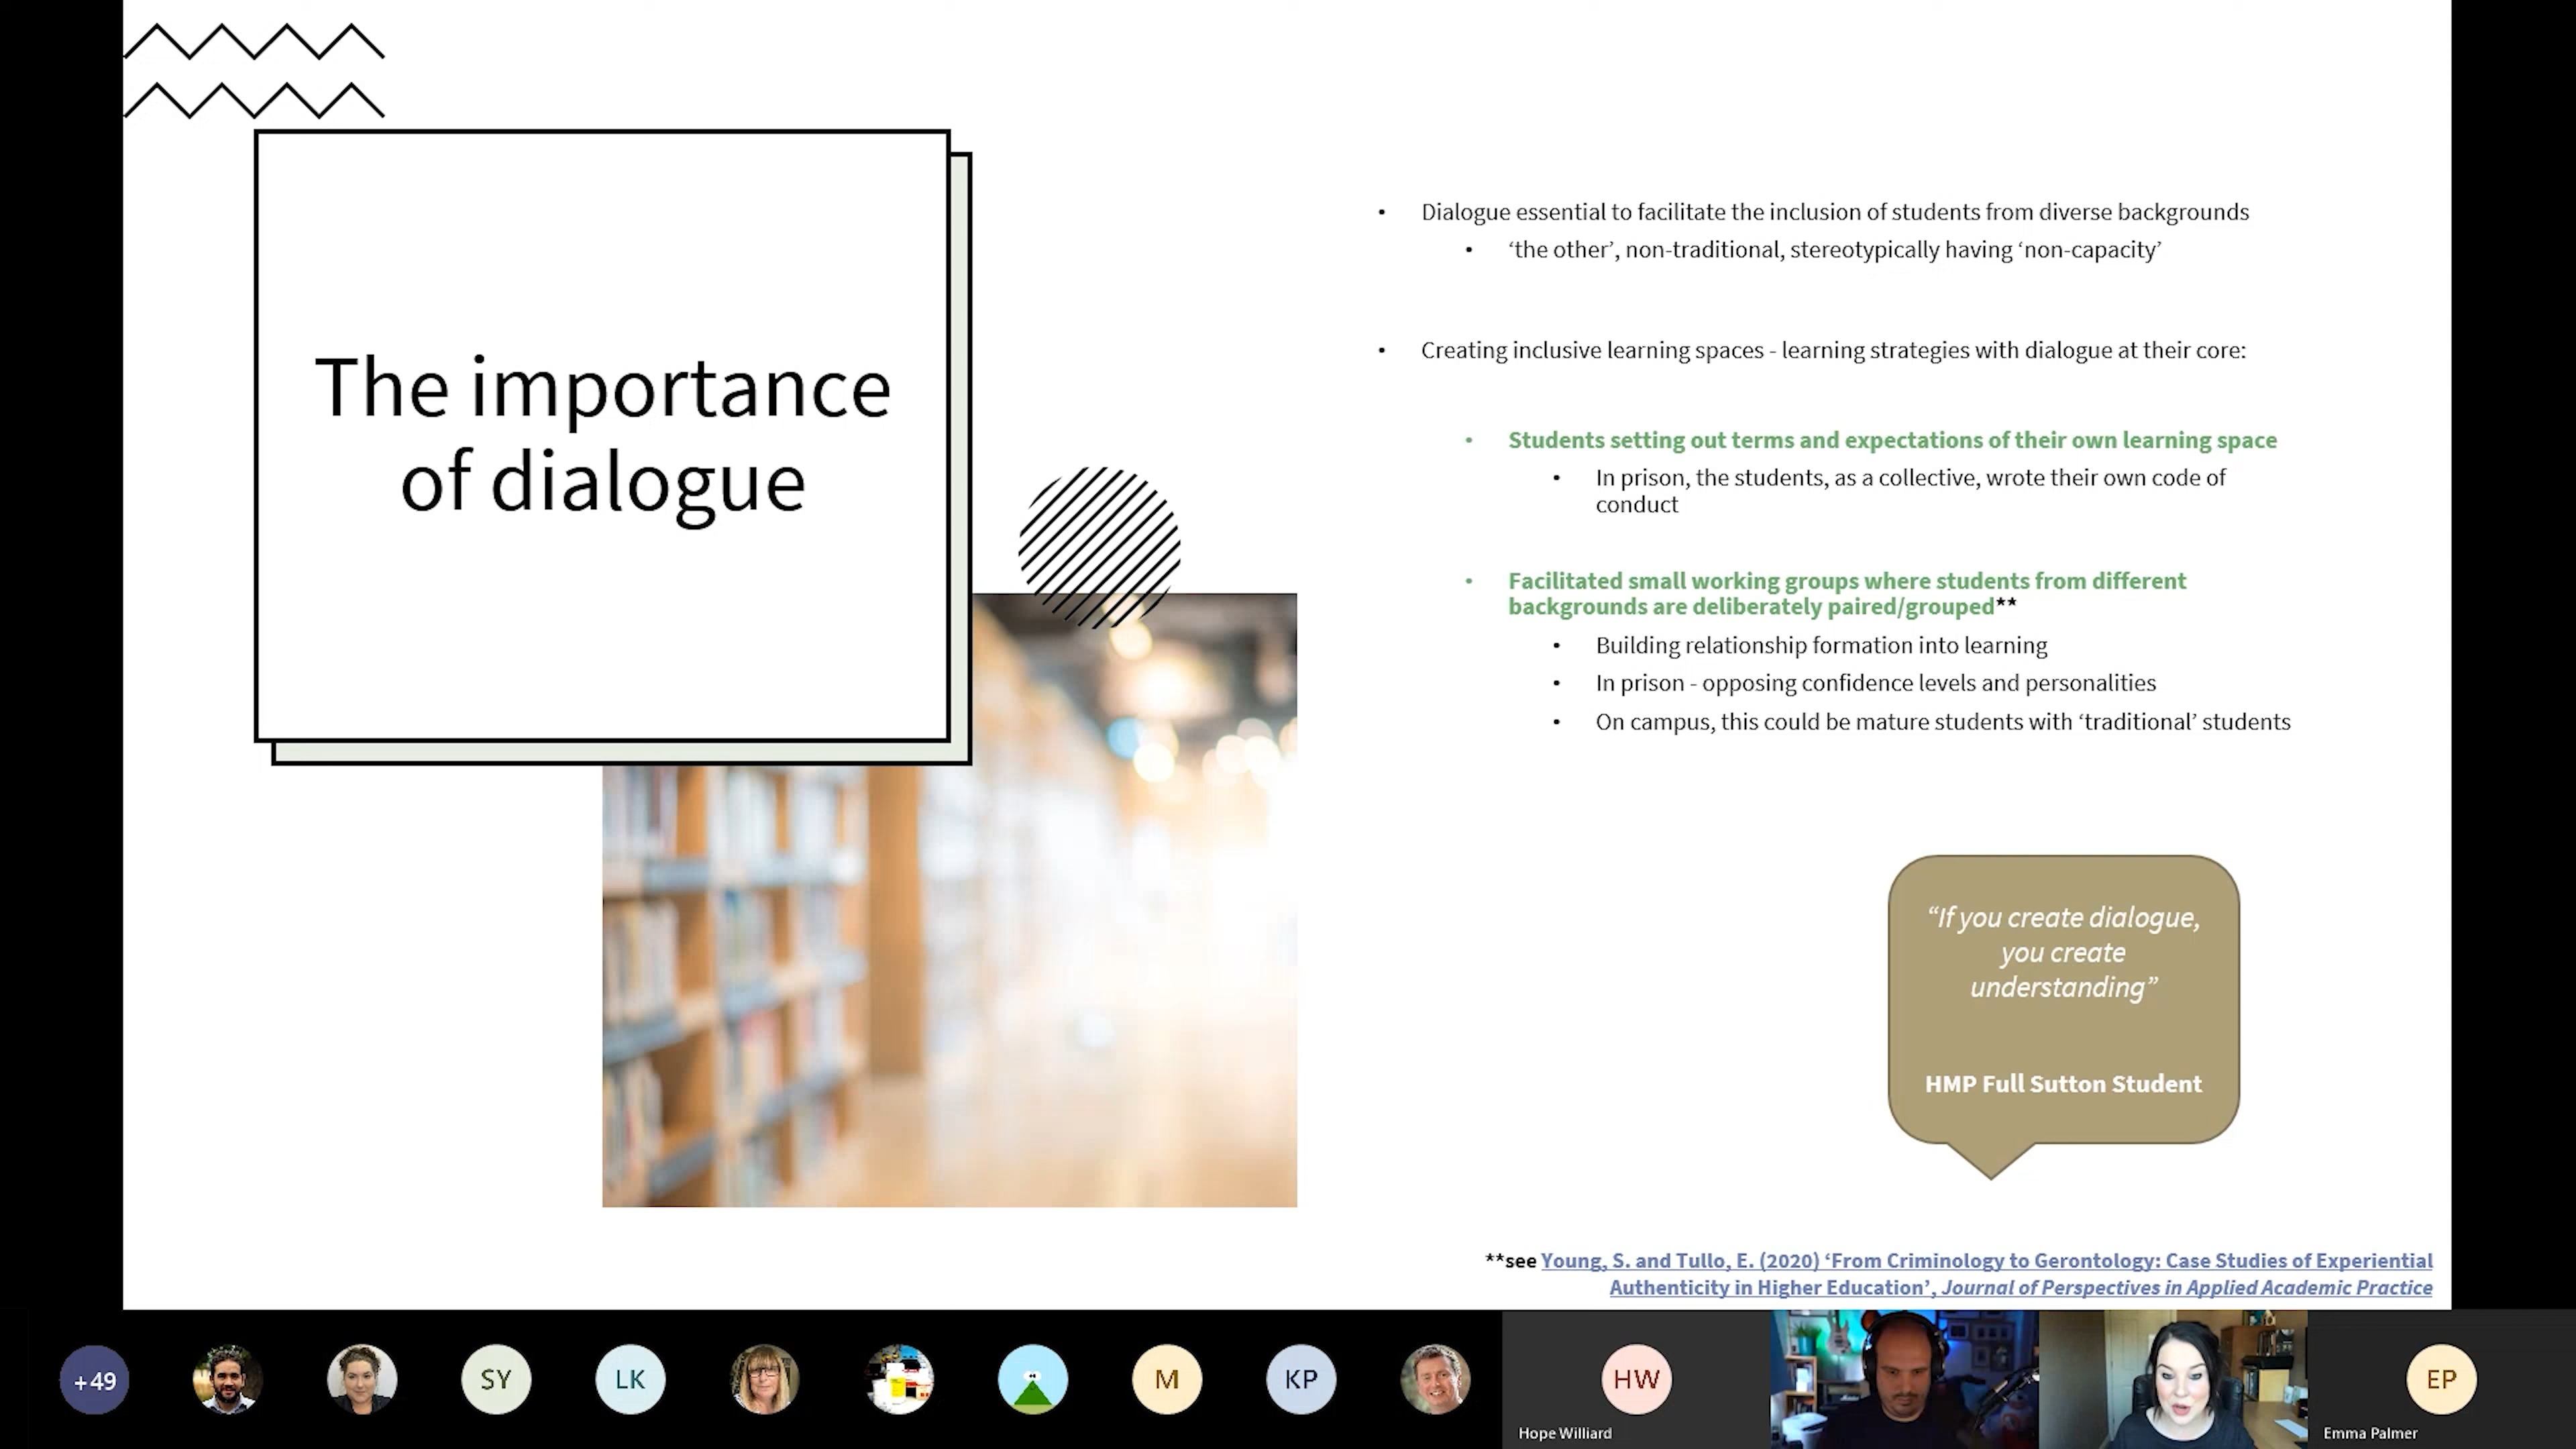 The importance
of dialogue
• Dialogue essential to facilitate the inclusion of students from diverse backgrounds
• ‘the other’, non-traditional, stereotypically having ‘non-capacity’
• Creating inclusive learning spaces - learning strategies with dialogue at their core:
• Students setting out terms and expectations of their own learning space
• In prison, the students, as a collective, wrote their own code of
conduct
• Facilitated small working groups where students from different
backgrounds are deliberately paired/grouped**
• Building relationship formation into learning
• In prison - opposing confidence levels and personalities
• On campus, this could be mature students with ‘traditional’ students
“If you create dialogue,
you create
understanding”
HMP Full Sutton Student
**see Young, S. and Tullo, E. (2020) ‘From Criminology to Gerontology: Case Studies of Experiential
Authenticity in Higher Education’, Journal of Perspectives in Applied Academic Practice
+49
SY
LK
M
KP
HW
Hope Williard
EP
Emma Palmer